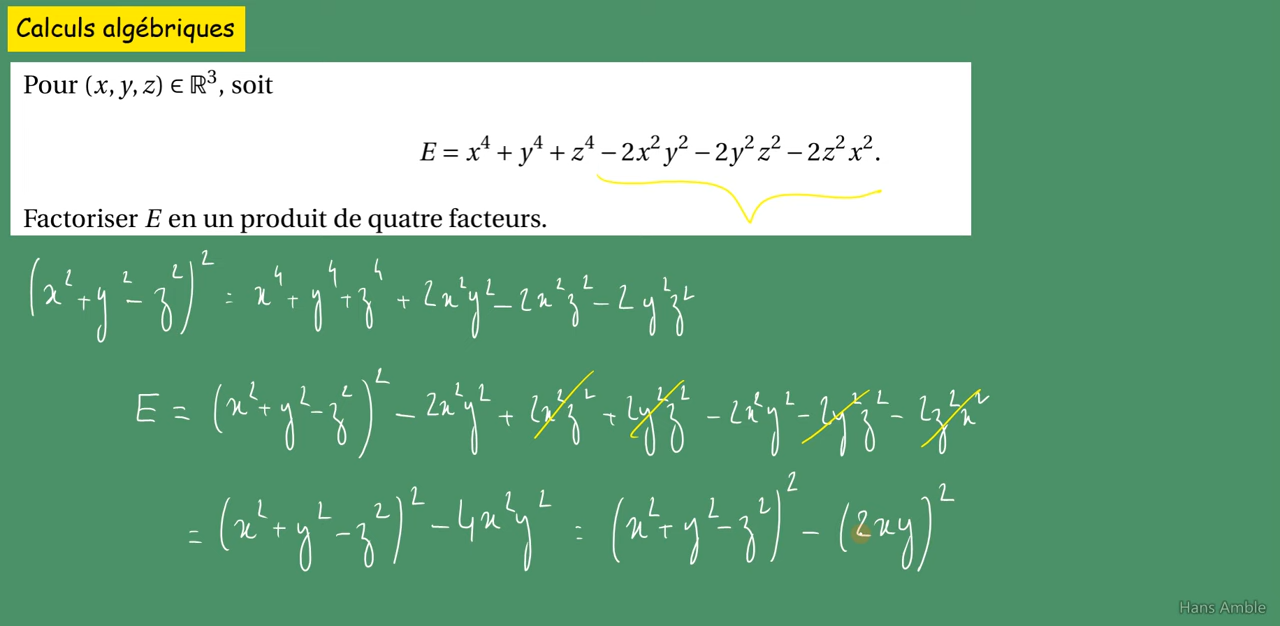 Calculs algébriques
Pour (x, y, z) ∈ ℝ³, soit
E = x⁴ + y⁴ + z⁴ − 2x²y² − 2y²z² − 2z²x².
Factoriser E en un produit de quatre facteurs.
(x² + y² − z²)² = x⁴ + y⁴ + z⁴ + 2x²y² − 2x²z² − 2y²z²
E = (x² + y² − z²)² − 2x²y² + 2x²z² + 2y²z² − 2x²y² − 2y²z² − 2z²x²
= (x² + y² − z²)² − 4x²y² = (x² + y² − z²)² − (2xy)²
Hans Amble